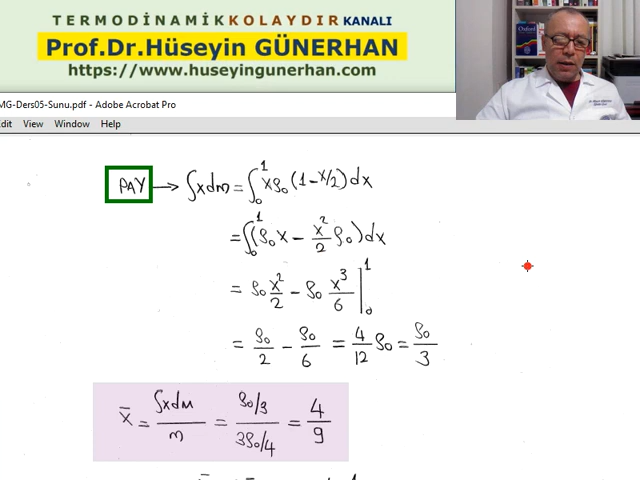 TERMODİNAMİKKOLAYDIR KANALI
Prof.Dr.Hüseyin GÜNERHAN
https://www.huseyingunerhan.com
MG-Ders05-Sunu.pdf - Adobe Acrobat Pro
dit View Window Help
PAY → ∫xdm = ∫₀¹ xρ₀(1-x/2)dx
= ∫₀¹(ρ₀x - x²/2 ρ₀)dx
= ρ₀ x²/2 - ρ₀ x³/6 |₀¹
= ρ₀/2 - ρ₀/6 = 4/12 ρ₀ = ρ₀/3
x̄ = ∫xdm/m = (ρ₀/3)/(3ρ₀/4) = 4/9
Oxford